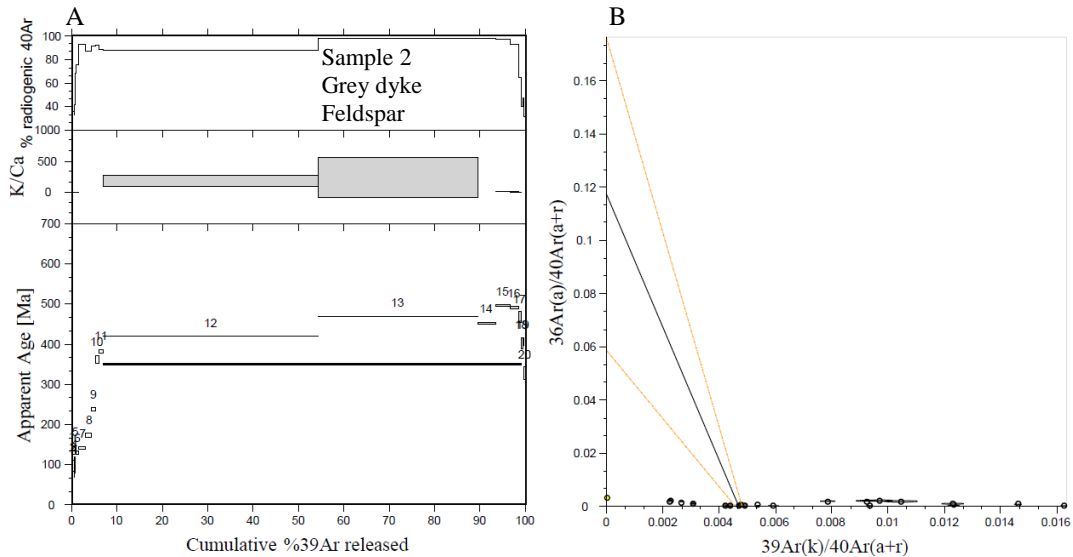 A
B
% radiogenic 40Ar
100
80
60
40
Sample 2
Grey dyke
Feldspar
K/Ca
1000
500
0
Apparent Age [Ma]
700
600
500
400
300
200
100
0
5
7
8
9
10
11
12
13
14
15
16
17
19
20
0 10 20 30 40 50 60 70 80 90 100
Cumulative %39Ar released
36Ar(a)/40Ar(a+r)
0.16
0.14
0.12
0.1
0.08
0.06
0.04
0.02
0
0 0.002 0.004 0.006 0.008 0.01 0.012 0.014 0.016
39Ar(k)/40Ar(a+r)